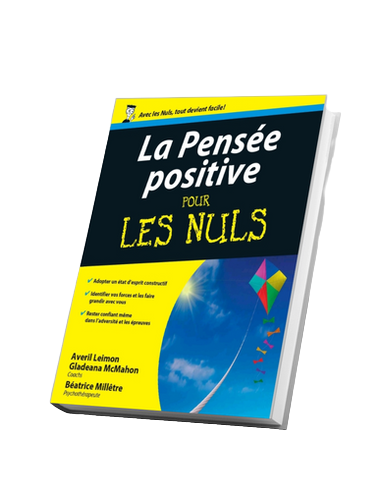 Avec les Nuls, tout devient facile!
La Pensée
positive
POUR
LES NULS
Adopter un état d'esprit constructif
Identifier vos forces et les faire
grandir avec vous
Rester confiant même
dans l'adversité et les épreuves
Averil Leimon
Gladeana McMahon
Coachs
Béatrice Millêtre
Psychothérapeute